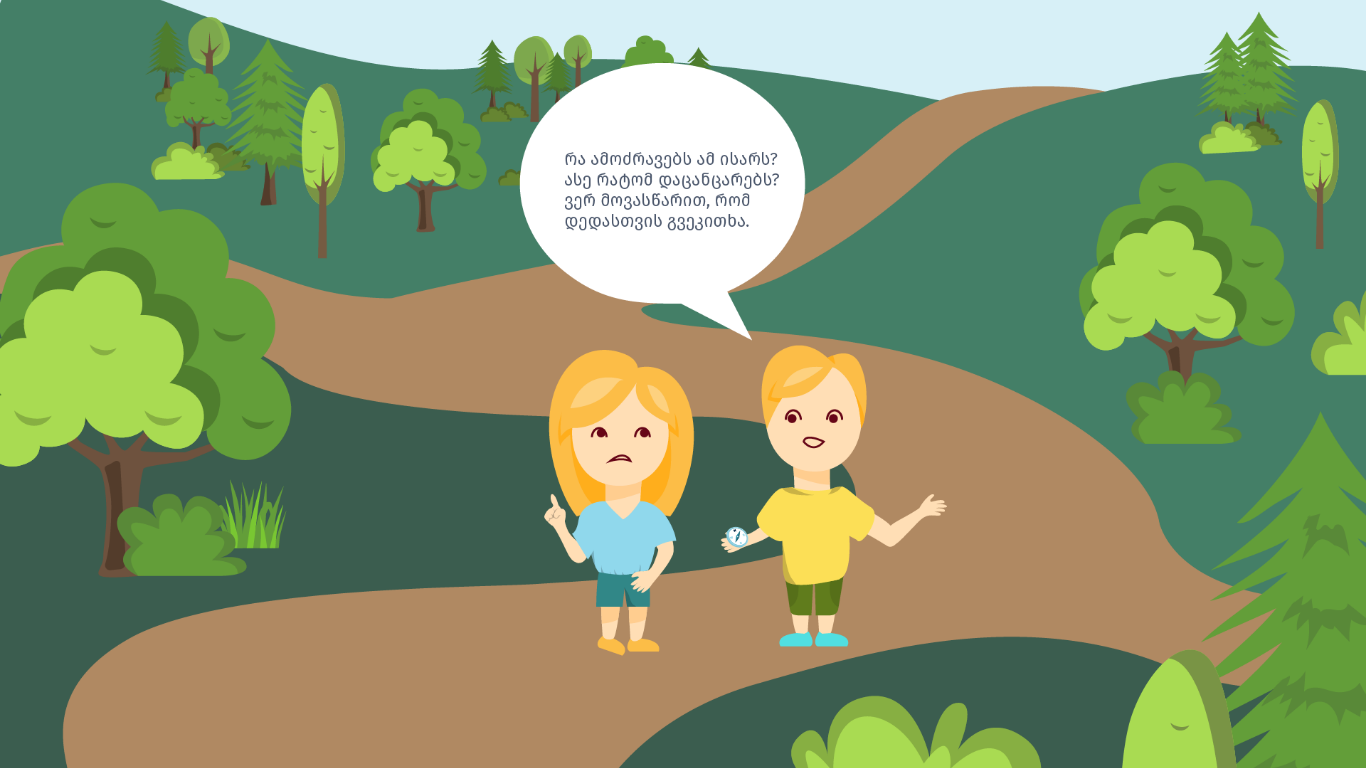 რა ამოძრავებს ამ ისარს?
ასე რატომ დაცანცარებს?
ვერ მოვასწარით, რომ
დედასთვის გვეკითხა.